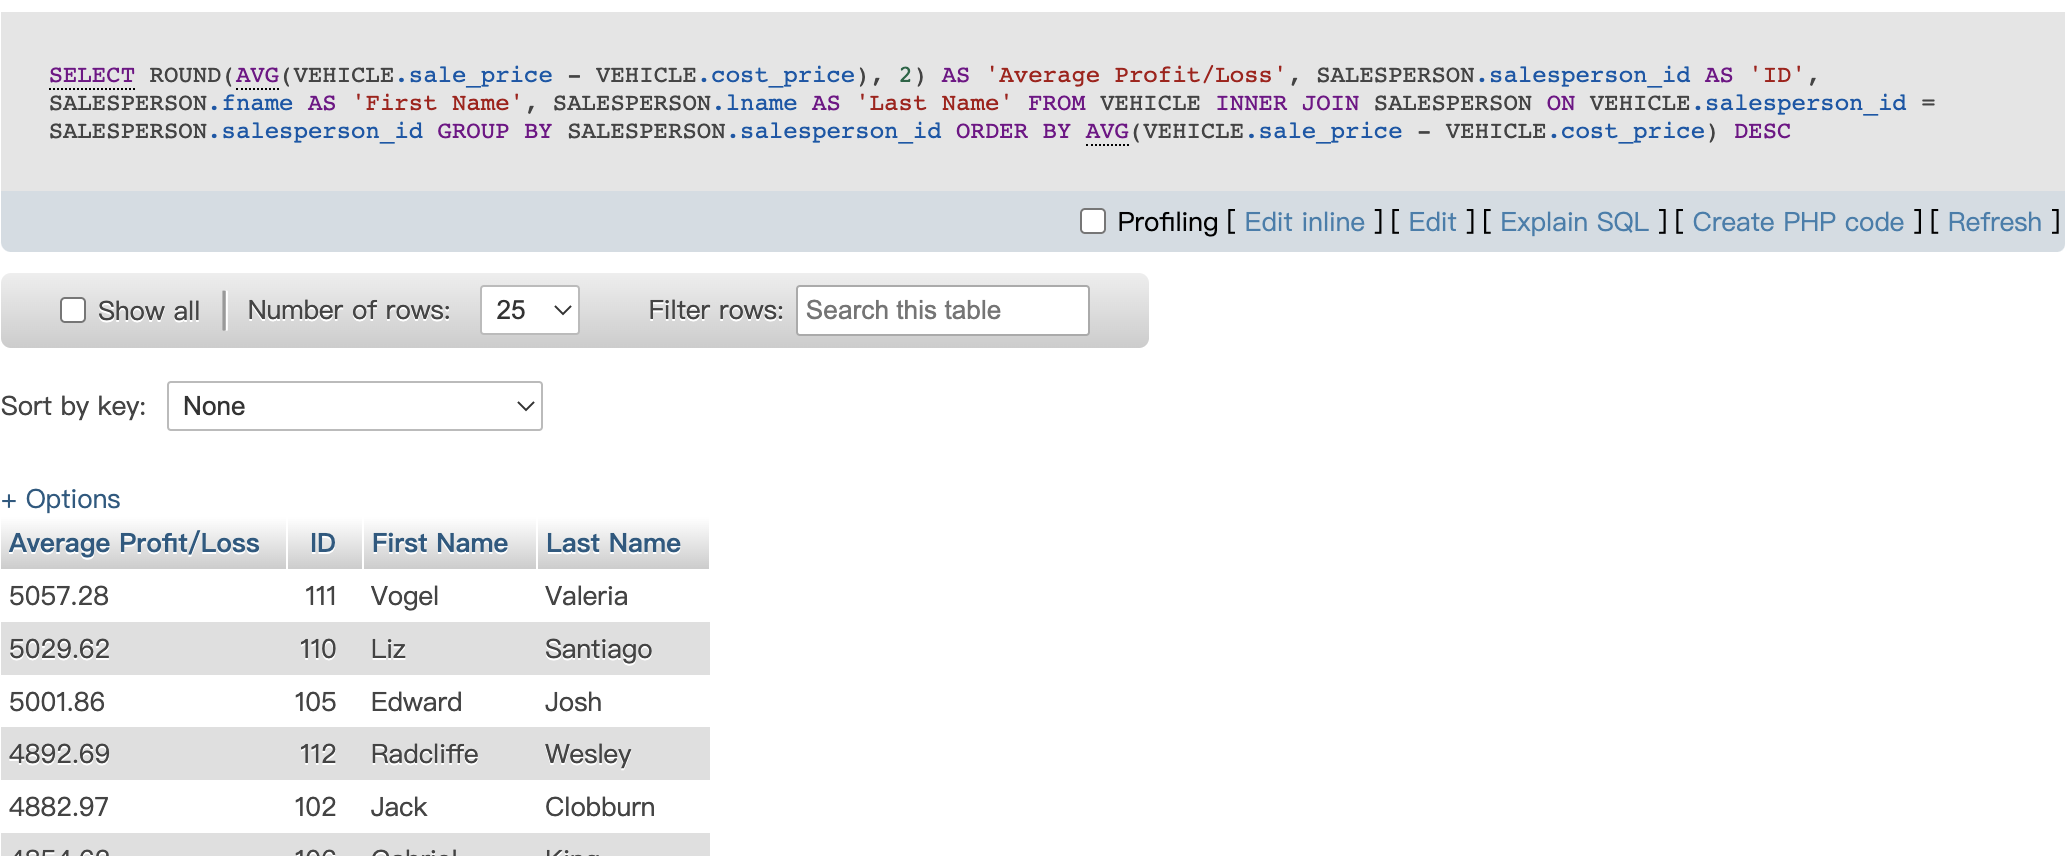 SELECT ROUND(AVG(VEHICLE.sale_price - VEHICLE.cost_price), 2) AS 'Average Profit/Loss', SALESPERSON.salesperson_id AS 'ID',
SALESPERSON.fname AS 'First Name', SALESPERSON.lname AS 'Last Name' FROM VEHICLE INNER JOIN SALESPERSON ON VEHICLE.salesperson_id =
SALESPERSON.salesperson_id GROUP BY SALESPERSON.salesperson_id ORDER BY AVG(VEHICLE.sale_price - VEHICLE.cost_price) DESC
Profiling [ Edit inline ] [ Edit ] [ Explain SQL ] [ Create PHP code ] [ Refresh ]
Show all Number of rows: 25 Filter rows: Search this table
Sort by key: None
+ Options
Average Profit/Loss ID First Name Last Name
5057.28 111 Vogel Valeria
5029.62 110 Liz Santiago
5001.86 105 Edward Josh
4892.69 112 Radcliffe Wesley
4882.97 102 Jack Clobburn